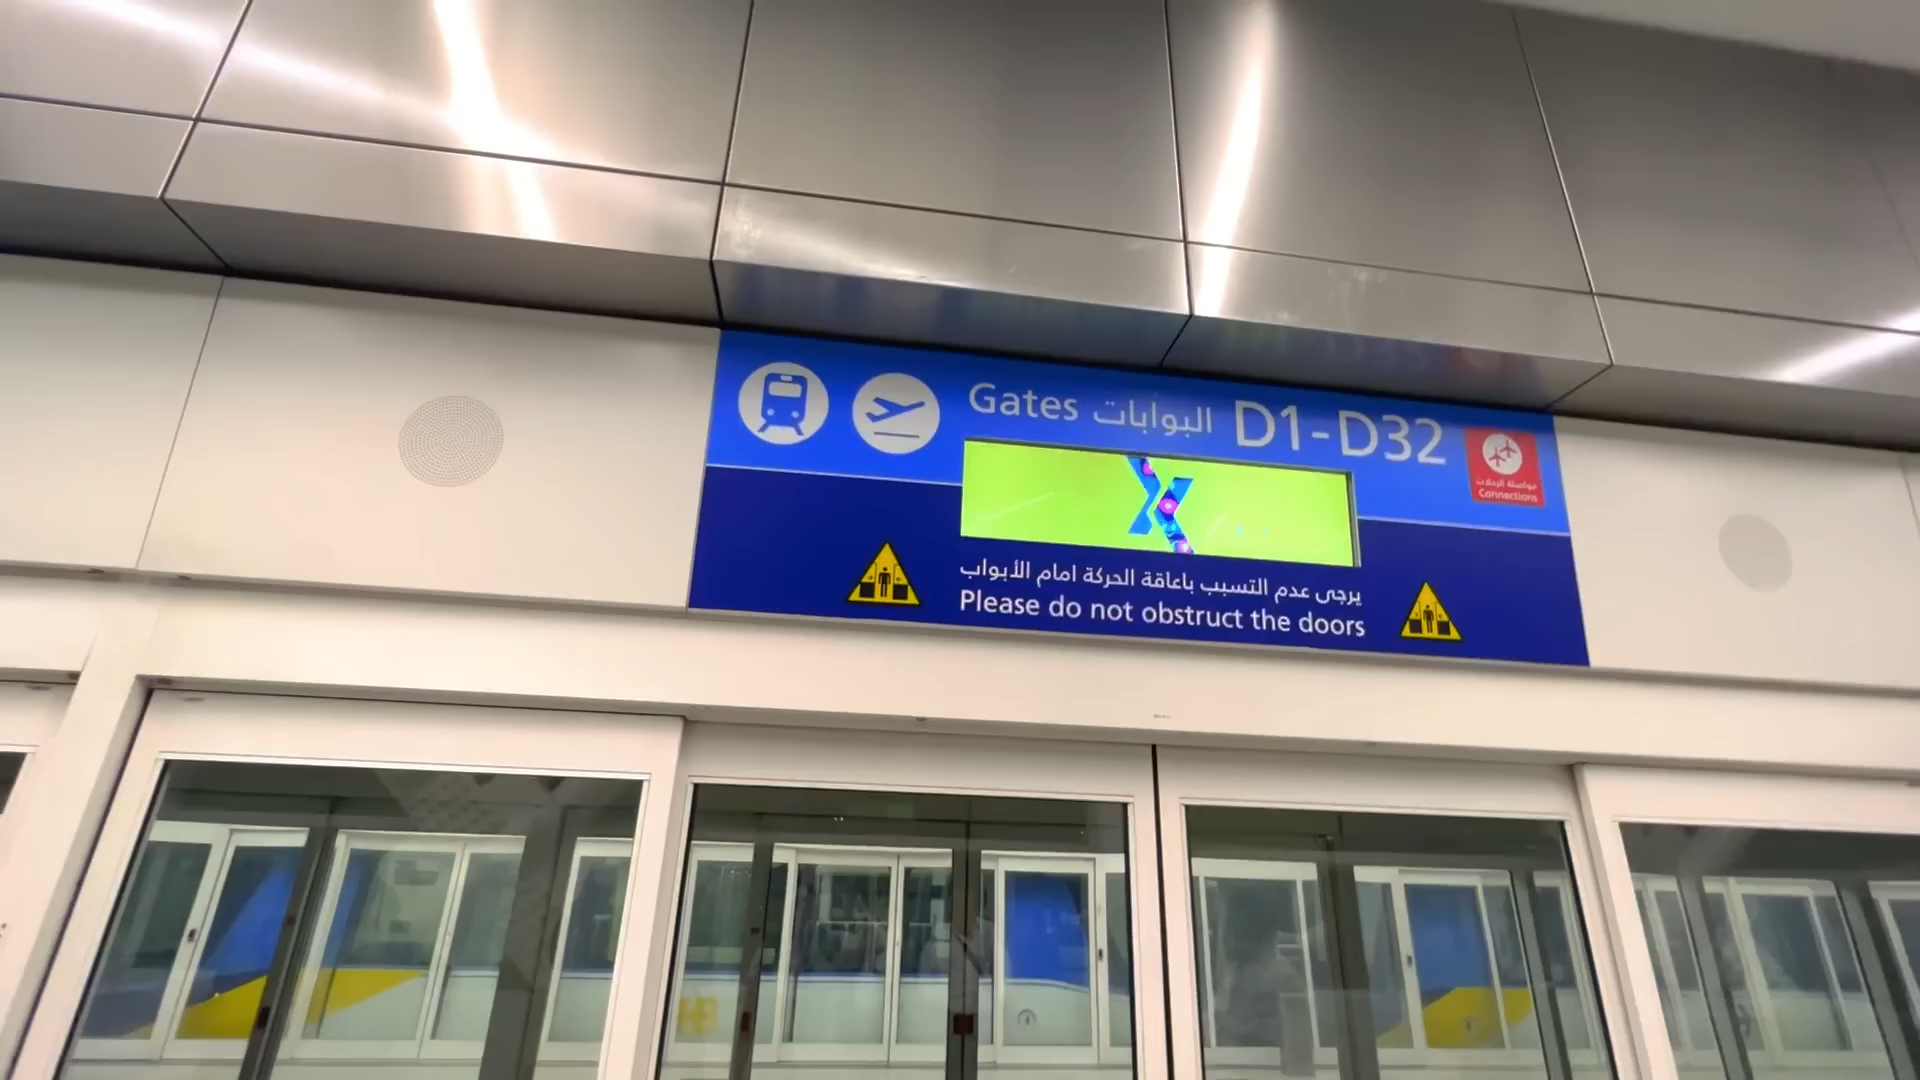 Gates البوابات D1-D32
مواصلة الرحلات
Connections
يرجى عدم التسبب باعاقة الحركة امام الأبواب
Please do not obstruct the doors